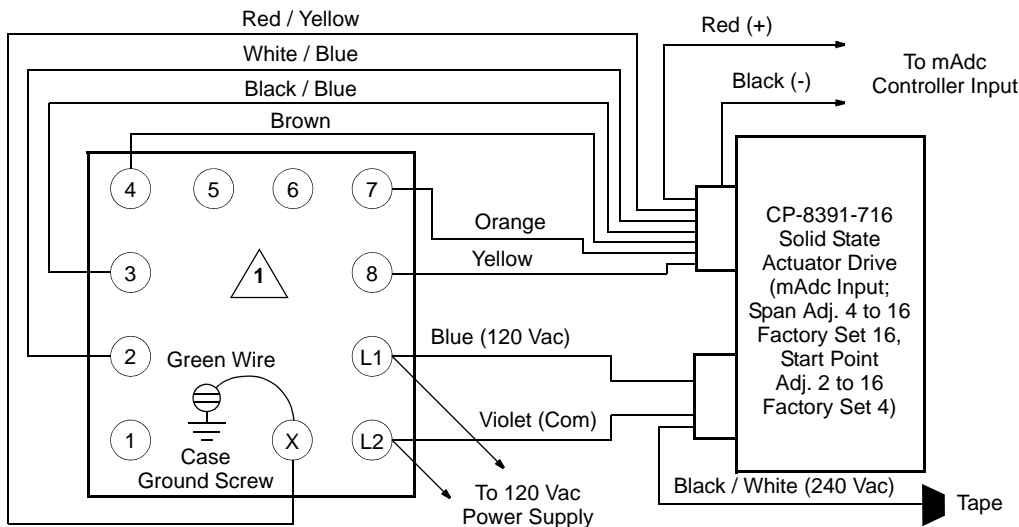 Red / Yellow
White / Blue
Black / Blue
Brown
Red (+)
Black (-)
To mAdc
Controller Input
4
5
6
7
3
1
8
2
L1
1
X
L2
Green Wire
Case
Ground Screw
Orange
Yellow
Blue (120 Vac)
Violet (Com)
To 120 Vac
Power Supply
CP-8391-716
Solid State
Actuator Drive
(mAdc Input;
Span Adj. 4 to 16
Factory Set 16,
Start Point
Adj. 2 to 16
Factory Set 4)
Black / White (240 Vac)
Tape